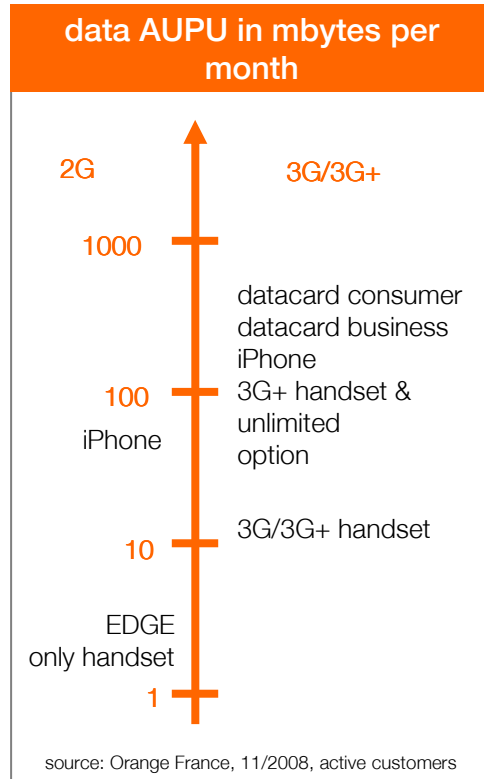 data AUPU in mbytes per
month
2G
3G/3G+
1000
datacard consumer
datacard business
iPhone
100
3G+ handset &
unlimited
option
iPhone
3G/3G+ handset
10
EDGE
only handset
1
source: Orange France, 11/2008, active customers